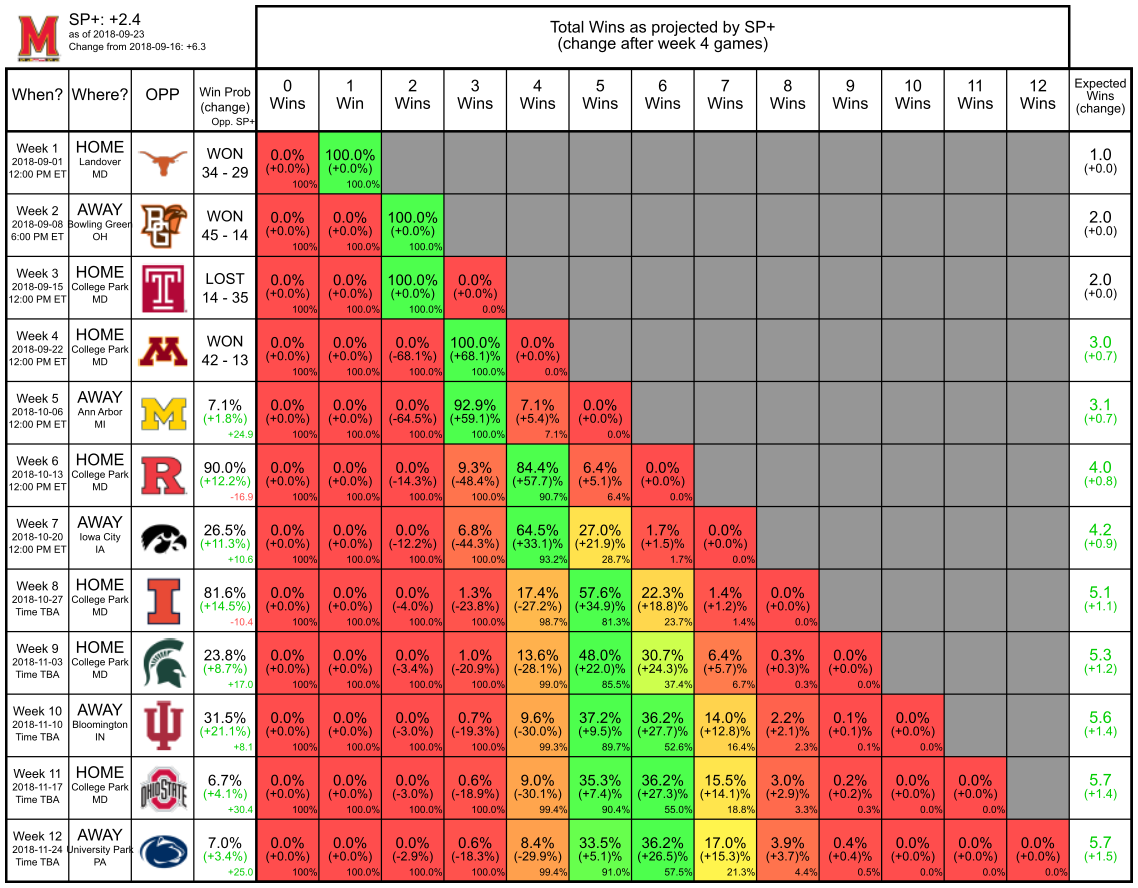 SP+: +2.4
as of 2018-09-23
Change from 2018-09-16: +6.3
Total Wins as projected by SP+
(change after week 4 games)
When? Where? OPP Win Prob (change) Opp. SP+ 0 Wins 1 Win 2 Wins 3 Wins 4 Wins 5 Wins 6 Wins 7 Wins 8 Wins 9 Wins 10 Wins 11 Wins 12 Wins Expected Wins (change)
Week 1 HOME WON 0.0% 100.0% 1.0
2018-09-01 Landover (+0.0%) (+0.0%) (+0.0)
12:00 PM ET MD 34 - 29 100% 100.0%
Week 2 AWAY WON 0.0% 0.0% 100.0% 2.0
2018-09-08 Bowling Green PG (+0.0%) (+0.0%) (+0.0%) (+0.0)
6:00 PM ET OH 45 - 14 100% 100.0% 100.0%
Week 3 HOME LOST 0.0% 0.0% 100.0% 0.0% 2.0
2018-09-15 College Park T (+0.0%) (+0.0%) (+0.0%) (+0.0%) (+0.0)
12:00 PM ET MD 14 - 35 100% 100.0% 100.0% 0.0%
Week 4 HOME WON 0.0% 0.0% 0.0% 100.0% 0.0% 3.0
2018-09-22 College Park M (+0.0%) (+0.0%) (-68.1%) (+68.1)% (+0.0%) (+0.7)
12:00 PM ET MD 42 - 13 100% 100.0% 100.0% 100.0% 0.0%
Week 5 AWAY 7.1% 0.0% 0.0% 0.0% 92.9% 7.1% 0.0% 3.1
2018-10-06 Ann Arbor M (+1.8%) (+0.0%) (+0.0%) (-64.5%) (+59.1)% (+5.4)% (+0.0%) (+0.7)
12:00 PM ET MI +24.9 100% 100.0% 100.0% 100.0% 7.1% 0.0%
Week 6 HOME 90.0% 0.0% 0.0% 0.0% 9.3% 84.4% 6.4% 0.0% 4.0
2018-10-13 College Park R (+12.2%) (+0.0%) (+0.0%) (-14.3%) (-48.4%) (+57.7)% (+5.1)% (+0.0%) (+0.8)
12:00 PM ET MD -16.9 100% 100.0% 100.0% 100.0% 90.7% 6.4% 0.0%
Week 7 AWAY 26.5% 0.0% 0.0% 0.0% 6.8% 64.5% 27.0% 1.7% 0.0% 4.2
2018-10-20 Iowa City (+11.3%) (+0.0%) (+0.0%) (-12.2%) (-44.3%) (+33.1)% (+21.9)% (+1.5)% (+0.0%) (+0.9)
12:00 PM ET IA +10.6 100% 100.0% 100.0% 100.0% 93.2% 28.7% 1.7% 0.0%
Week 8 HOME 81.6% 0.0% 0.0% 0.0% 1.3% 17.4% 57.6% 22.3% 1.4% 0.0% 5.1
2018-10-27 College Park I (+14.5%) (+0.0%) (+0.0%) (-4.0%) (-23.8%) (-27.2%) (+34.9)% (+18.8)% (+1.2)% (+0.0%) (+1.1)
Time TBA MD -10.4 100% 100.0% 100.0% 100.0% 98.7% 81.3% 23.7% 1.4% 0.0%
Week 9 HOME 23.8% 0.0% 0.0% 0.0% 1.0% 13.6% 48.0% 30.7% 6.4% 0.3% 0.0% 5.3
2018-11-03 College Park (+8.7%) (+0.0%) (+0.0%) (-3.4%) (-20.9%) (-28.1%) (+22.0)% (+24.3)% (+5.7)% (+0.3)% (+0.0%) (+1.2)
Time TBA MD +17.0 100% 100.0% 100.0% 100.0% 99.0% 85.5% 37.4% 6.7% 0.3% 0.0%
Week 10 AWAY 31.5% 0.0% 0.0% 0.0% 0.7% 9.6% 37.2% 36.2% 14.0% 2.2% 0.1% 0.0% 5.6
2018-11-10 Bloomington (+21.1%) (+0.0%) (+0.0%) (-3.0%) (-19.3%) (-30.0%) (+9.5)% (+27.7)% (+12.8)% (+2.1)% (+0.1)% (+0.0%) (+1.4)
Time TBA IN +8.1 100% 100.0% 100.0% 100.0% 99.3% 89.7% 52.6% 16.4% 2.3% 0.1% 0.0%
Week 11 HOME 6.7% 0.0% 0.0% 0.0% 0.6% 9.0% 35.3% 36.2% 15.5% 3.0% 0.2% 0.0% 0.0% 5.7
2018-11-17 College Park OHIO STATE (+4.1%) (+0.0%) (+0.0%) (-3.0%) (-18.9%) (-30.1%) (+7.4)% (+27.3)% (+14.1)% (+2.9)% (+0.2)% (+0.0%) (+0.0%) (+1.4)
Time TBA MD +30.4 100% 100.0% 100.0% 100.0% 99.4% 90.4% 55.0% 18.8% 3.3% 0.3% 0.0% 0.0%
Week 12 AWAY 7.0% 0.0% 0.0% 0.0% 0.6% 8.4% 33.5% 36.2% 17.0% 3.9% 0.4% 0.0% 0.0% 0.0% 5.7
2018-11-24 University Park (+3.4%) (+0.0%) (+0.0%) (-2.9%) (-18.3%) (-29.9%) (+5.1)% (+26.5)% (+15.3)% (+3.7)% (+0.4)% (+0.0%) (+0.0%) (+0.0%) (+1.5)
Time TBA PA +25.0 100% 100.0% 100.0% 100.0% 99.4% 91.0% 57.5% 21.3% 4.4% 0.5% 0.0% 0.0% 0.0%